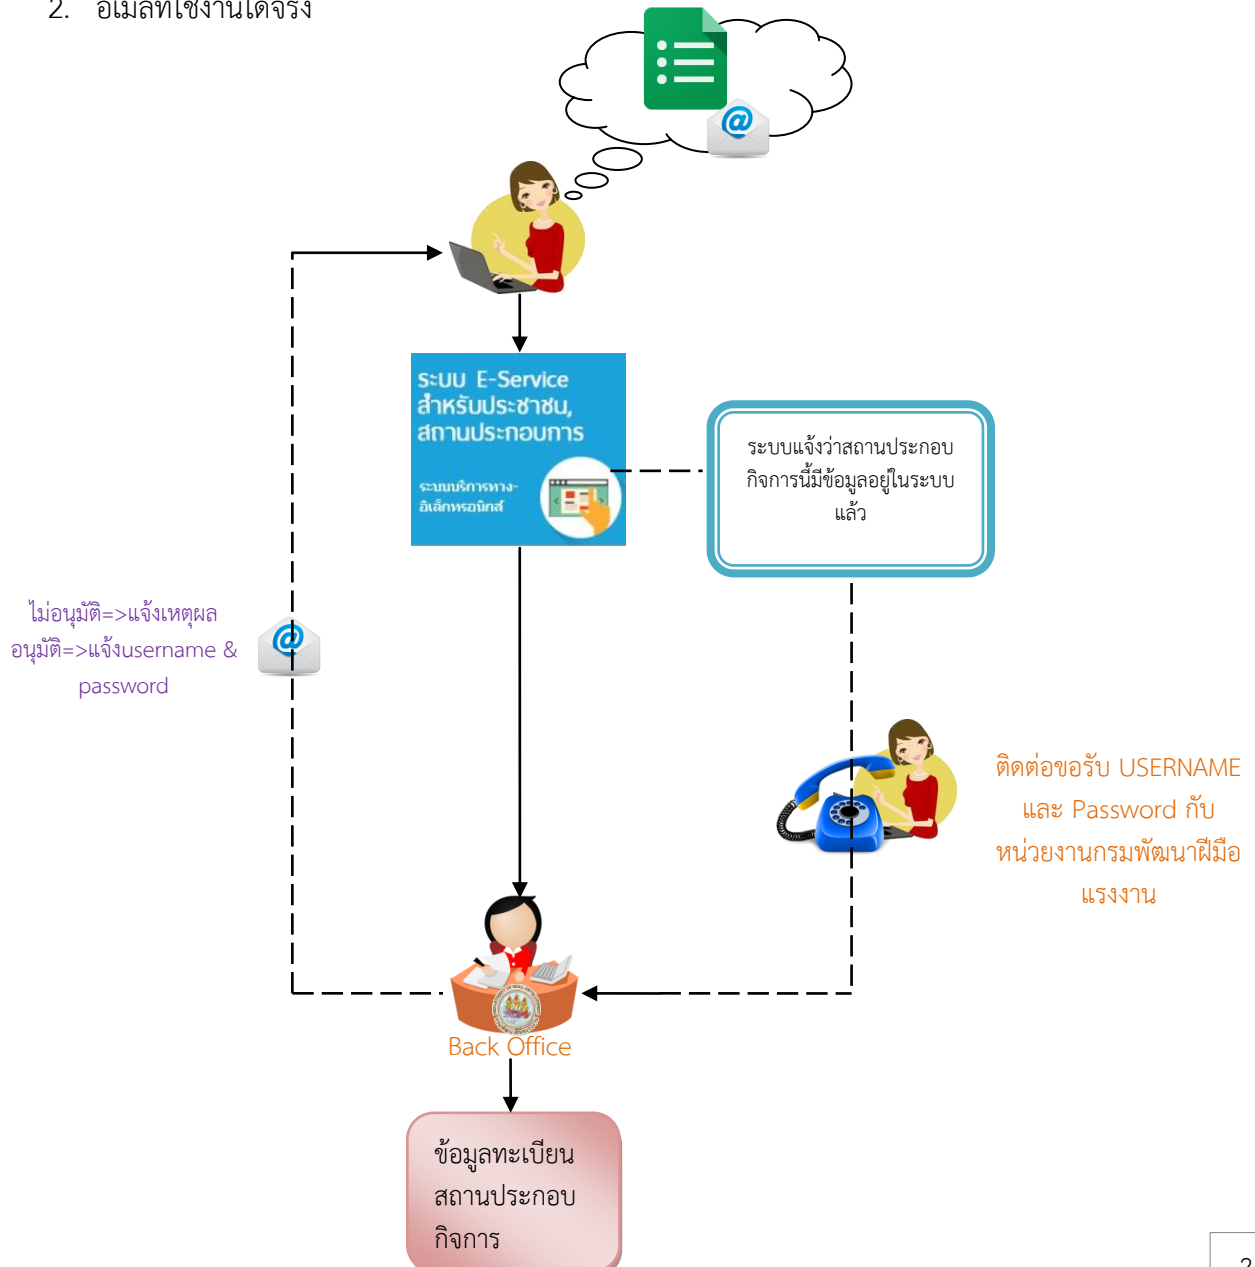 2. อีเมลที่ใช้งานได้จริง
ระบบ E-Service
สำหรับประชาชน,
สถานประกอบการ
ระบบบริการทาง-
อิเล็กทรอนิกส์
ระบบแจ้งว่าสถานประกอบ
กิจการนี้มีข้อมูลอยู่ในระบบ
แล้ว
ไม่อนุมัติ=>แจ้งเหตุผล
อนุมัติ=>แจ้งusername &
password
ติดต่อขอรับ USERNAME
และ Password กับ
หน่วยงานกรมพัฒนาฝีมือ
แรงงาน
Back Office
ข้อมูลทะเบียน
สถานประกอบ
กิจการ
2